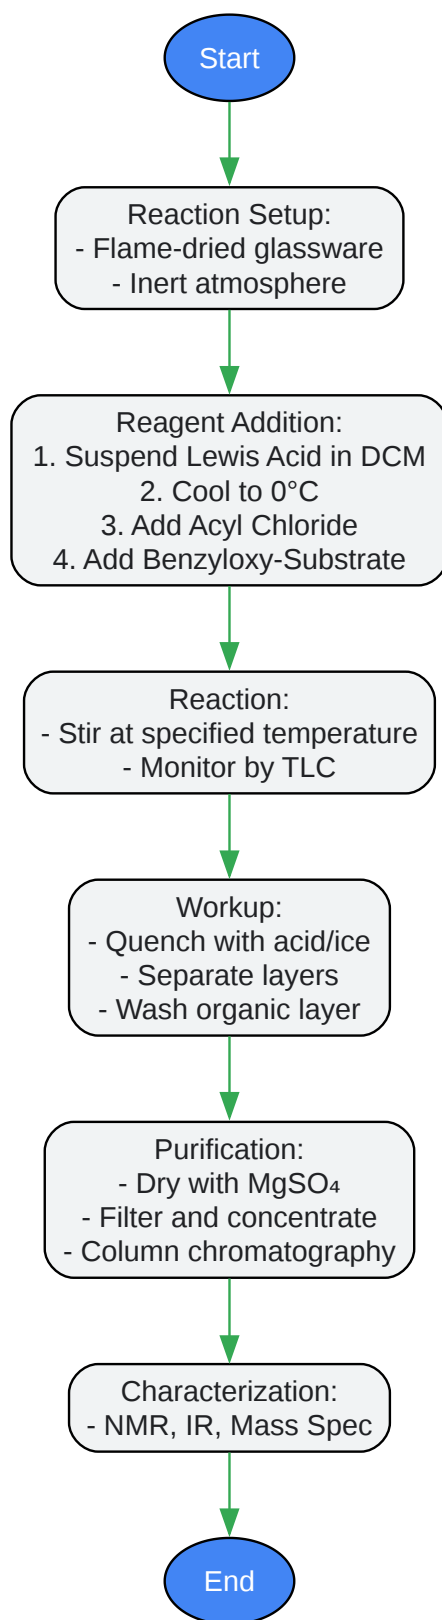 Start
Reaction Setup:
- Flame-dried glassware
- Inert atmosphere
Reagent Addition:
1. Suspend Lewis Acid in DCM
2. Cool to 0°C
3. Add Acyl Chloride
4. Add Benzyloxy-Substrate
Reaction:
- Stir at specified temperature
- Monitor by TLC
Workup:
- Quench with acid/ice
- Separate layers
- Wash organic layer
Purification:
- Dry with MgSO₄
- Filter and concentrate
- Column chromatography
Characterization:
- NMR, IR, Mass Spec
End